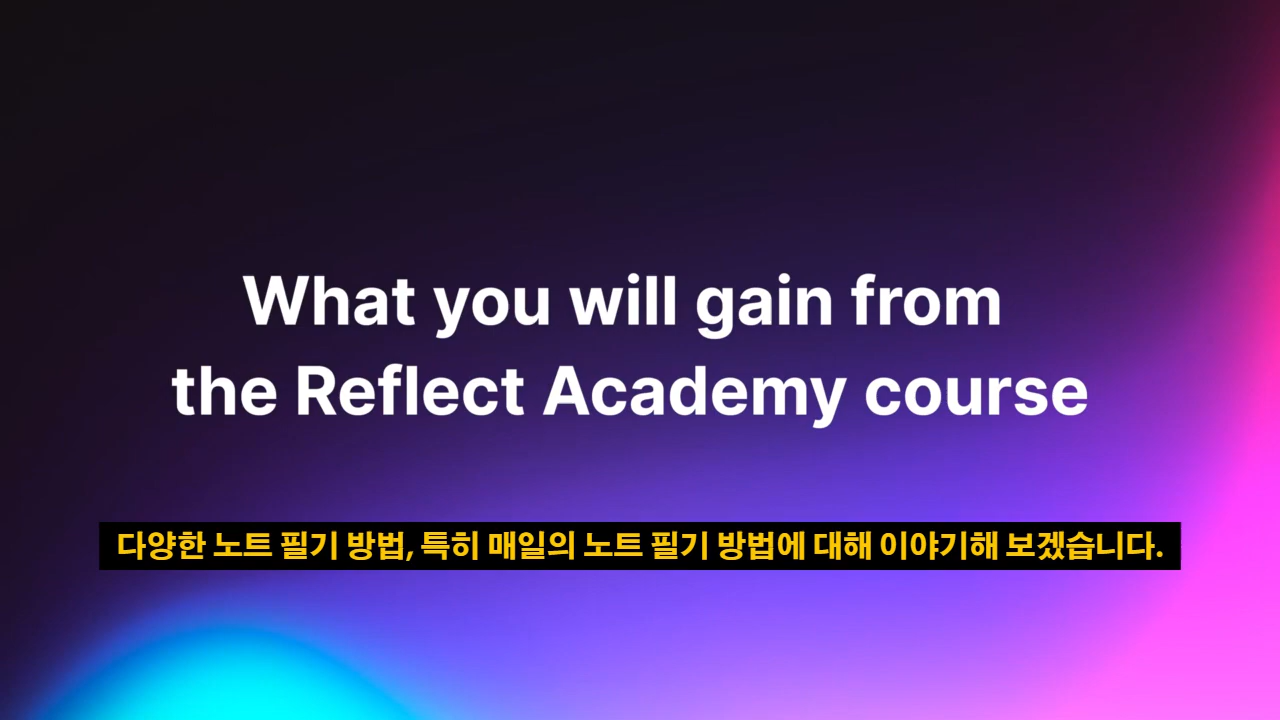 What you will gain from
the Reflect Academy course
다양한 노트 필기 방법, 특히 매일의 노트 필기 방법에 대해 이야기해 보겠습니다.